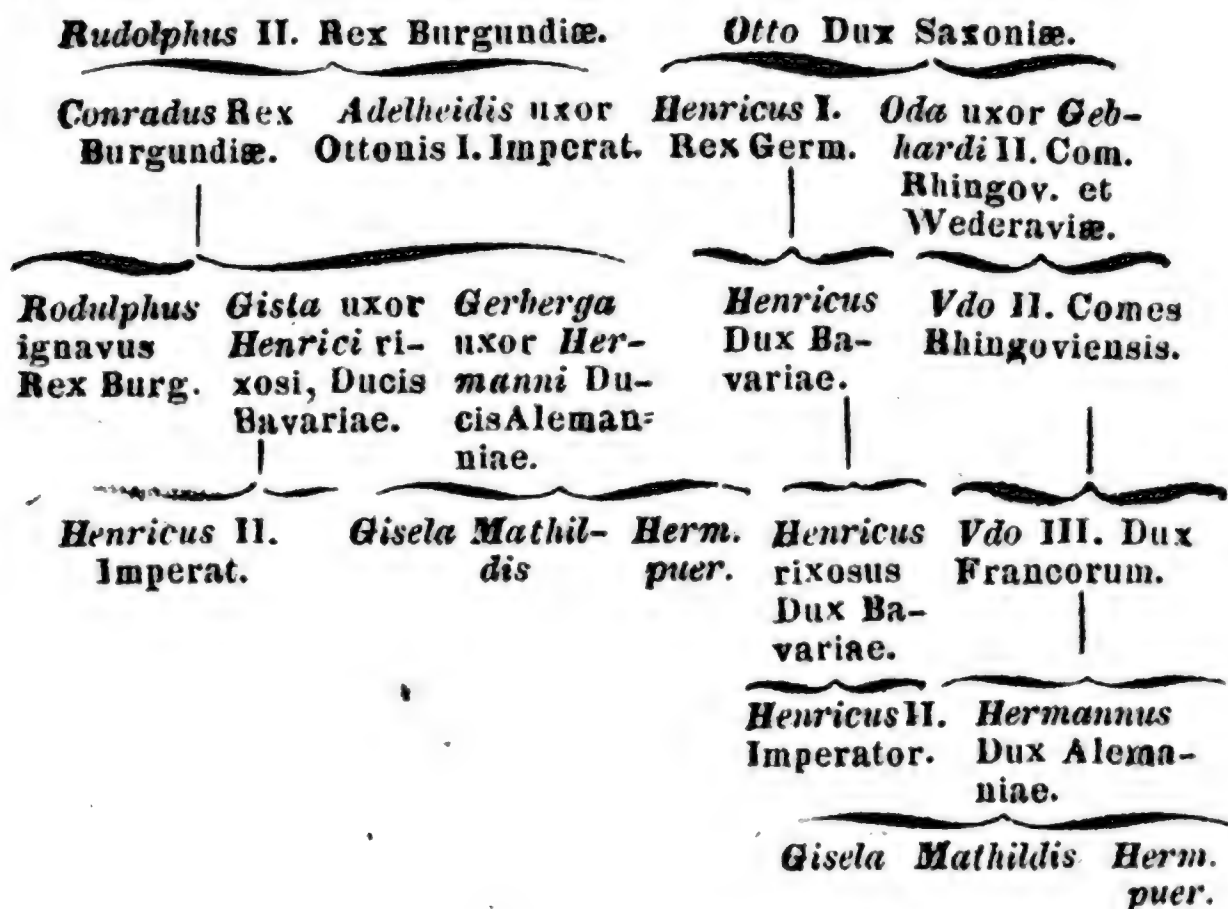 Rudolphus II. Rex Burgundiæ. Otto Dux Saxoniæ.
Conradus Rex Adelheidis uxor Henricus I. Oda uxor Geb-
Burgundiæ. Ottonis I. Imperat. Rex Germ. hardi II. Com.
Rhingov. et
Wederaviæ.
Rodulphus Gisla uxor Gerberga Henricus Vdo II. Comes
ignavus Henrici ri- uxor Her- Dux Ba- Rhingoviensis.
Rex Burg. xosi, Ducis manni Du- variae.
Bavariae. cis Aleman-
niae.
Henricus II. Gisela Mathil- Herm. Henricus Vdo III. Dux
Imperat. dis puer. rixosus Francorum.
Dux Ba-
variae.
Henricus II. Hermannus
Imperator. Dux Alema-
niae.
Gisela Mathildis Herm.
puer.